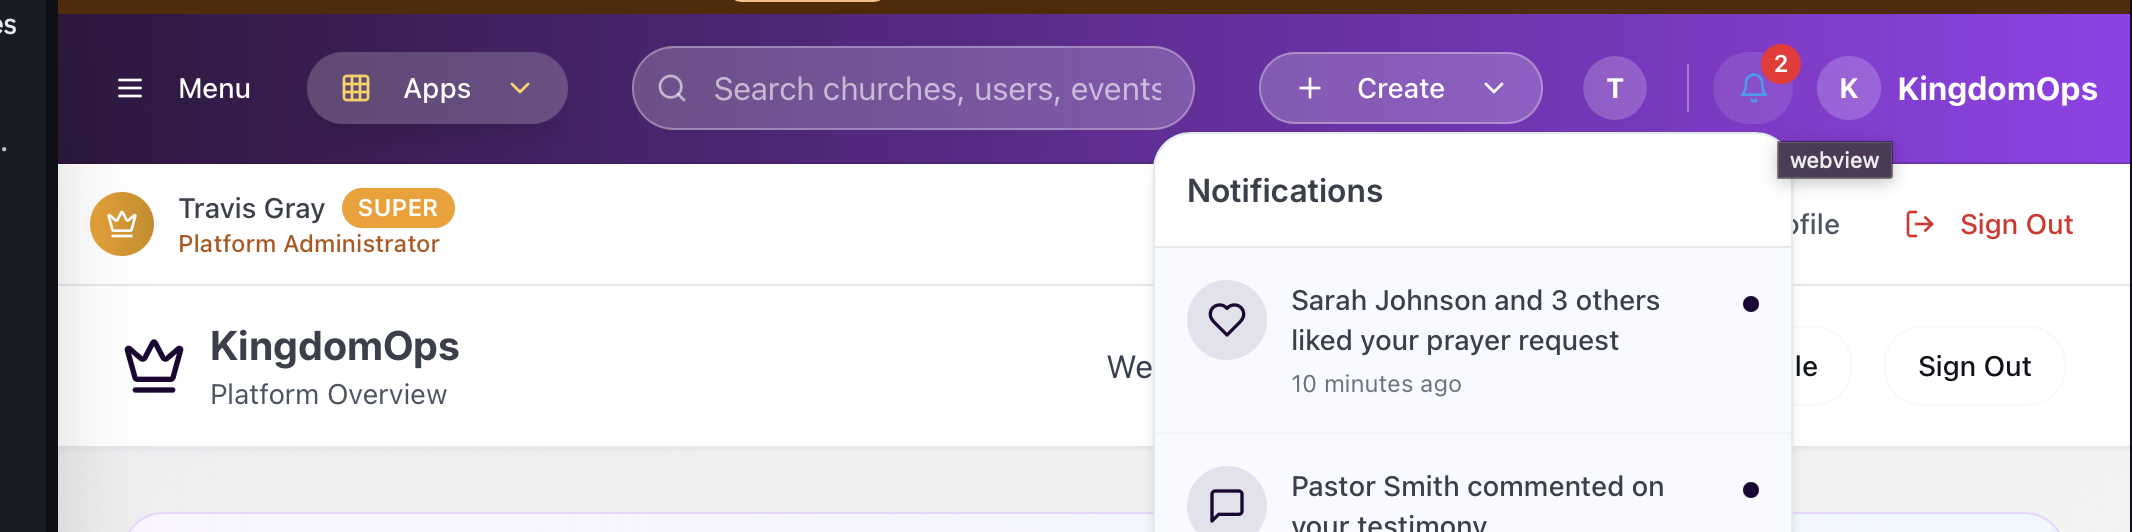 es
Menu
Apps
Search churches, users, events
Create
T
2
K
KingdomOps
webview
Notifications
Travis Gray
SUPER
Platform Administrator
ofile
Sign Out
Sarah Johnson and 3 others
liked your prayer request
10 minutes ago
KingdomOps
Platform Overview
We
le
Sign Out
Pastor Smith commented on
your testimony